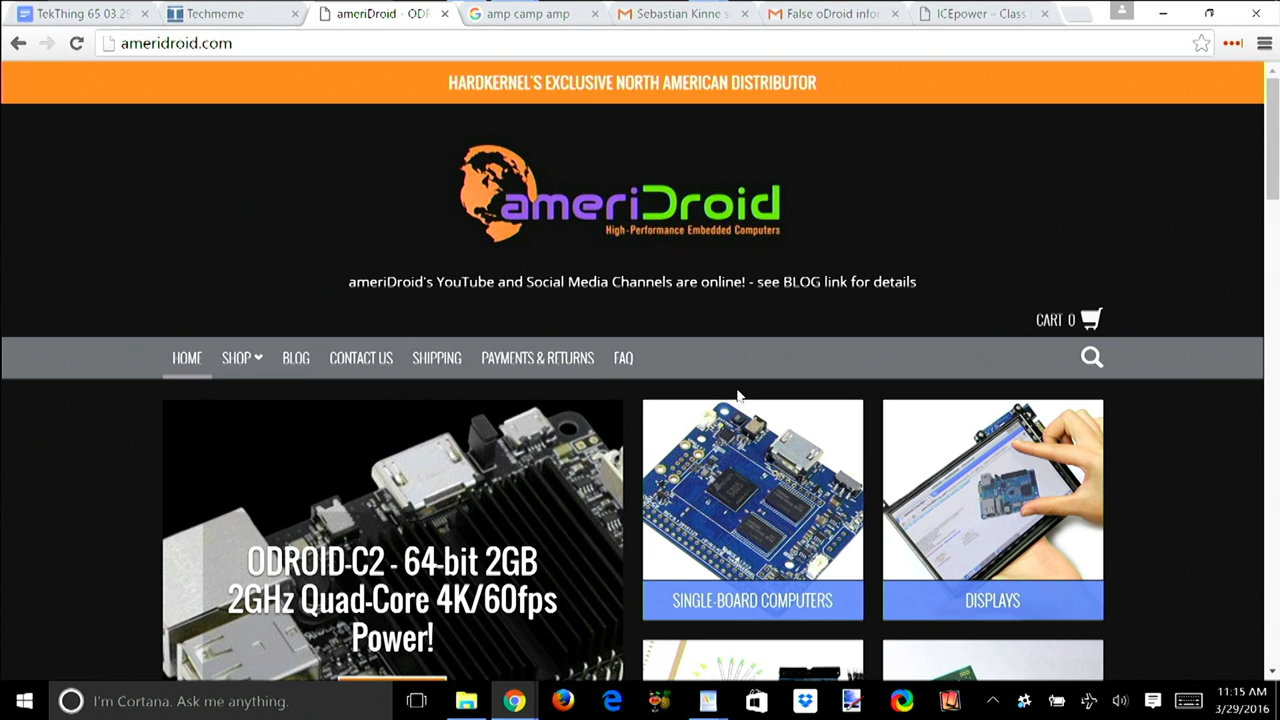 TekThing 65 03.29
Techmeme
ameriDroid - ODR
amp camp amp -
Sebastian Kinne s
False oDroid infor
ICEpower – Class
ameridroid.com
HARDKERNEL'S EXCLUSIVE NORTH AMERICAN DISTRIBUTOR
ameriDroid
High-Performance Embedded Computers
ameriDroid's YouTube and Social Media Channels are online! - see BLOG link for details
CART 0
HOME SHOP BLOG CONTACT US SHIPPING PAYMENTS & RETURNS FAQ
ODROID-C2 - 64-bit 2GB
2GHz Quad-Core 4K/60fps
Power!
SINGLE-BOARD COMPUTERS
DISPLAYS
I'm Cortana. Ask me anything.
11:15 AM
3/29/2016